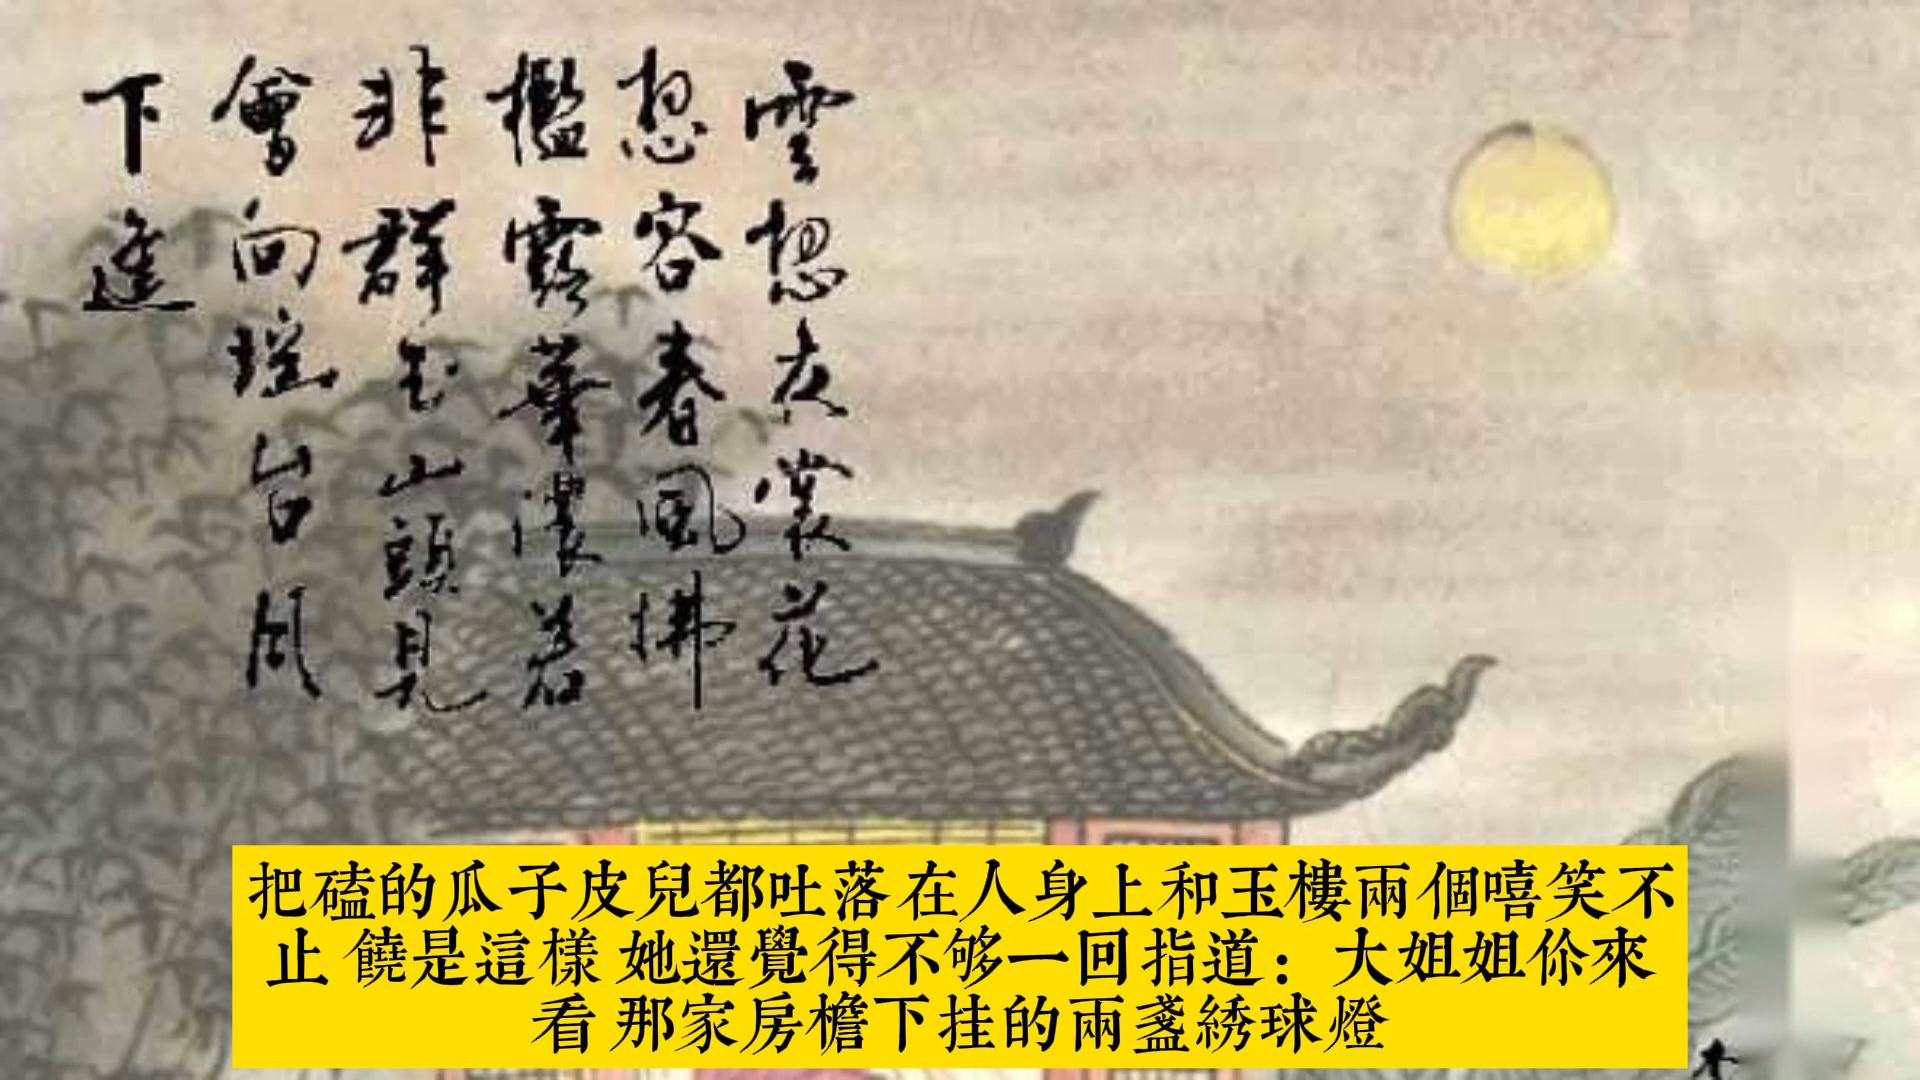 雲想衣裳花
想容春風拂
檻露華濃若
非群玉山頭見
會向瑶台月
下逢
把磕的瓜子皮兒都吐落在人身上和玉樓兩個嘻笑不
止 饒是這樣 她還覺得不够一回指道：大姐姐伱來
看 那家房檐下挂的兩盞綉球燈